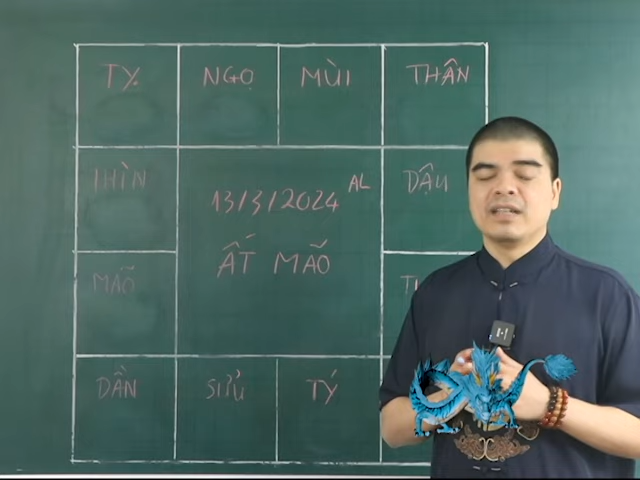 TỴ NGỌ MÙI THÂN
THÌN DẬU
13/3/2024 AL
ẤT MÃO
MÃO
DẦN SỬU TÝ